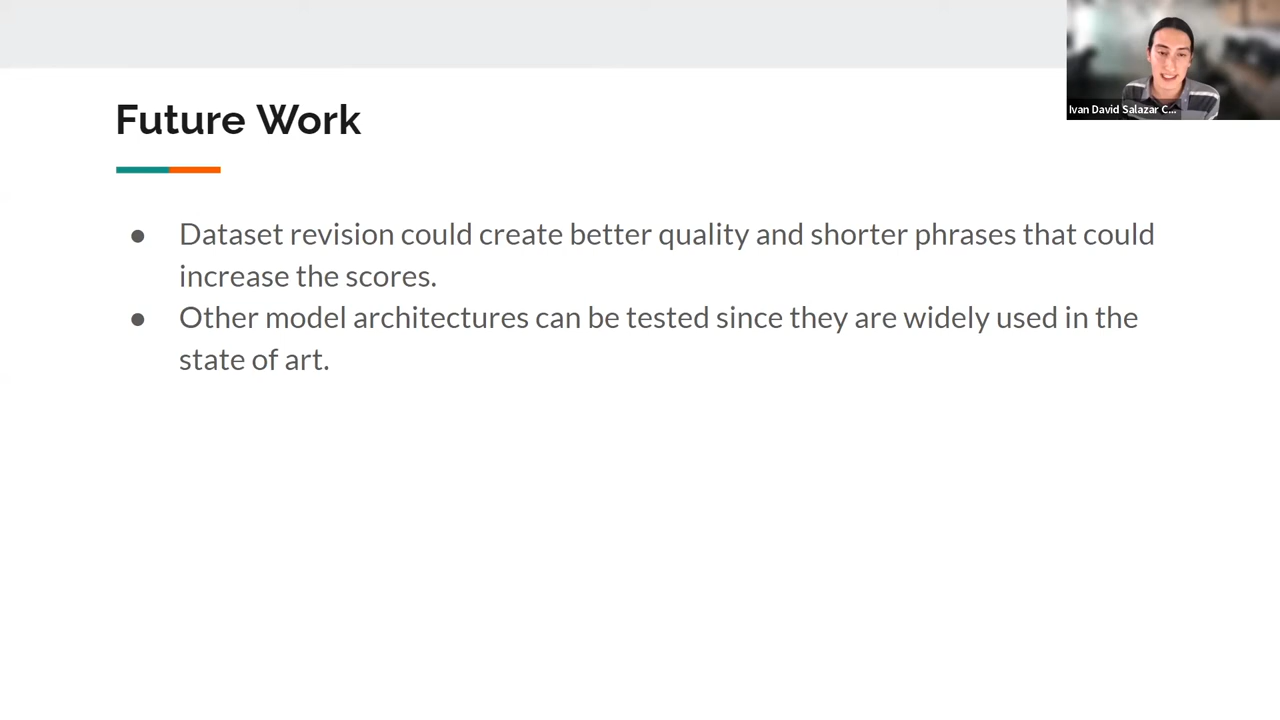 Future Work
● Dataset revision could create better quality and shorter phrases that could
increase the scores.
● Other model architectures can be tested since they are widely used in the
state of art.
Ivan David Salazar C...